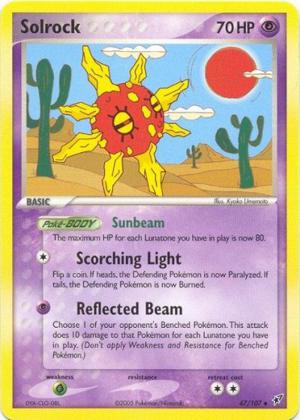 Solrock
70 HP
Illus. Kyoko Umemoto
BASIC
Poké-BODY Sunbeam
The maximum HP for each Lunatone you have in play is now 80.
Scorching Light
Flip a coin. If heads, the Defending Pokémon is now Paralyzed. If
tails, the Defending Pokémon is now Burned.
Reflected Beam
Choose 1 of your opponent's Benched Pokémon. This attack
does 10 damage to that Pokémon for each Lunatone you have
in play. (Don't apply Weakness and Resistance for Benched
Pokémon.)
weakness
resistance
retreat cost
©2005 Pokémon/Nintendo.
47/107